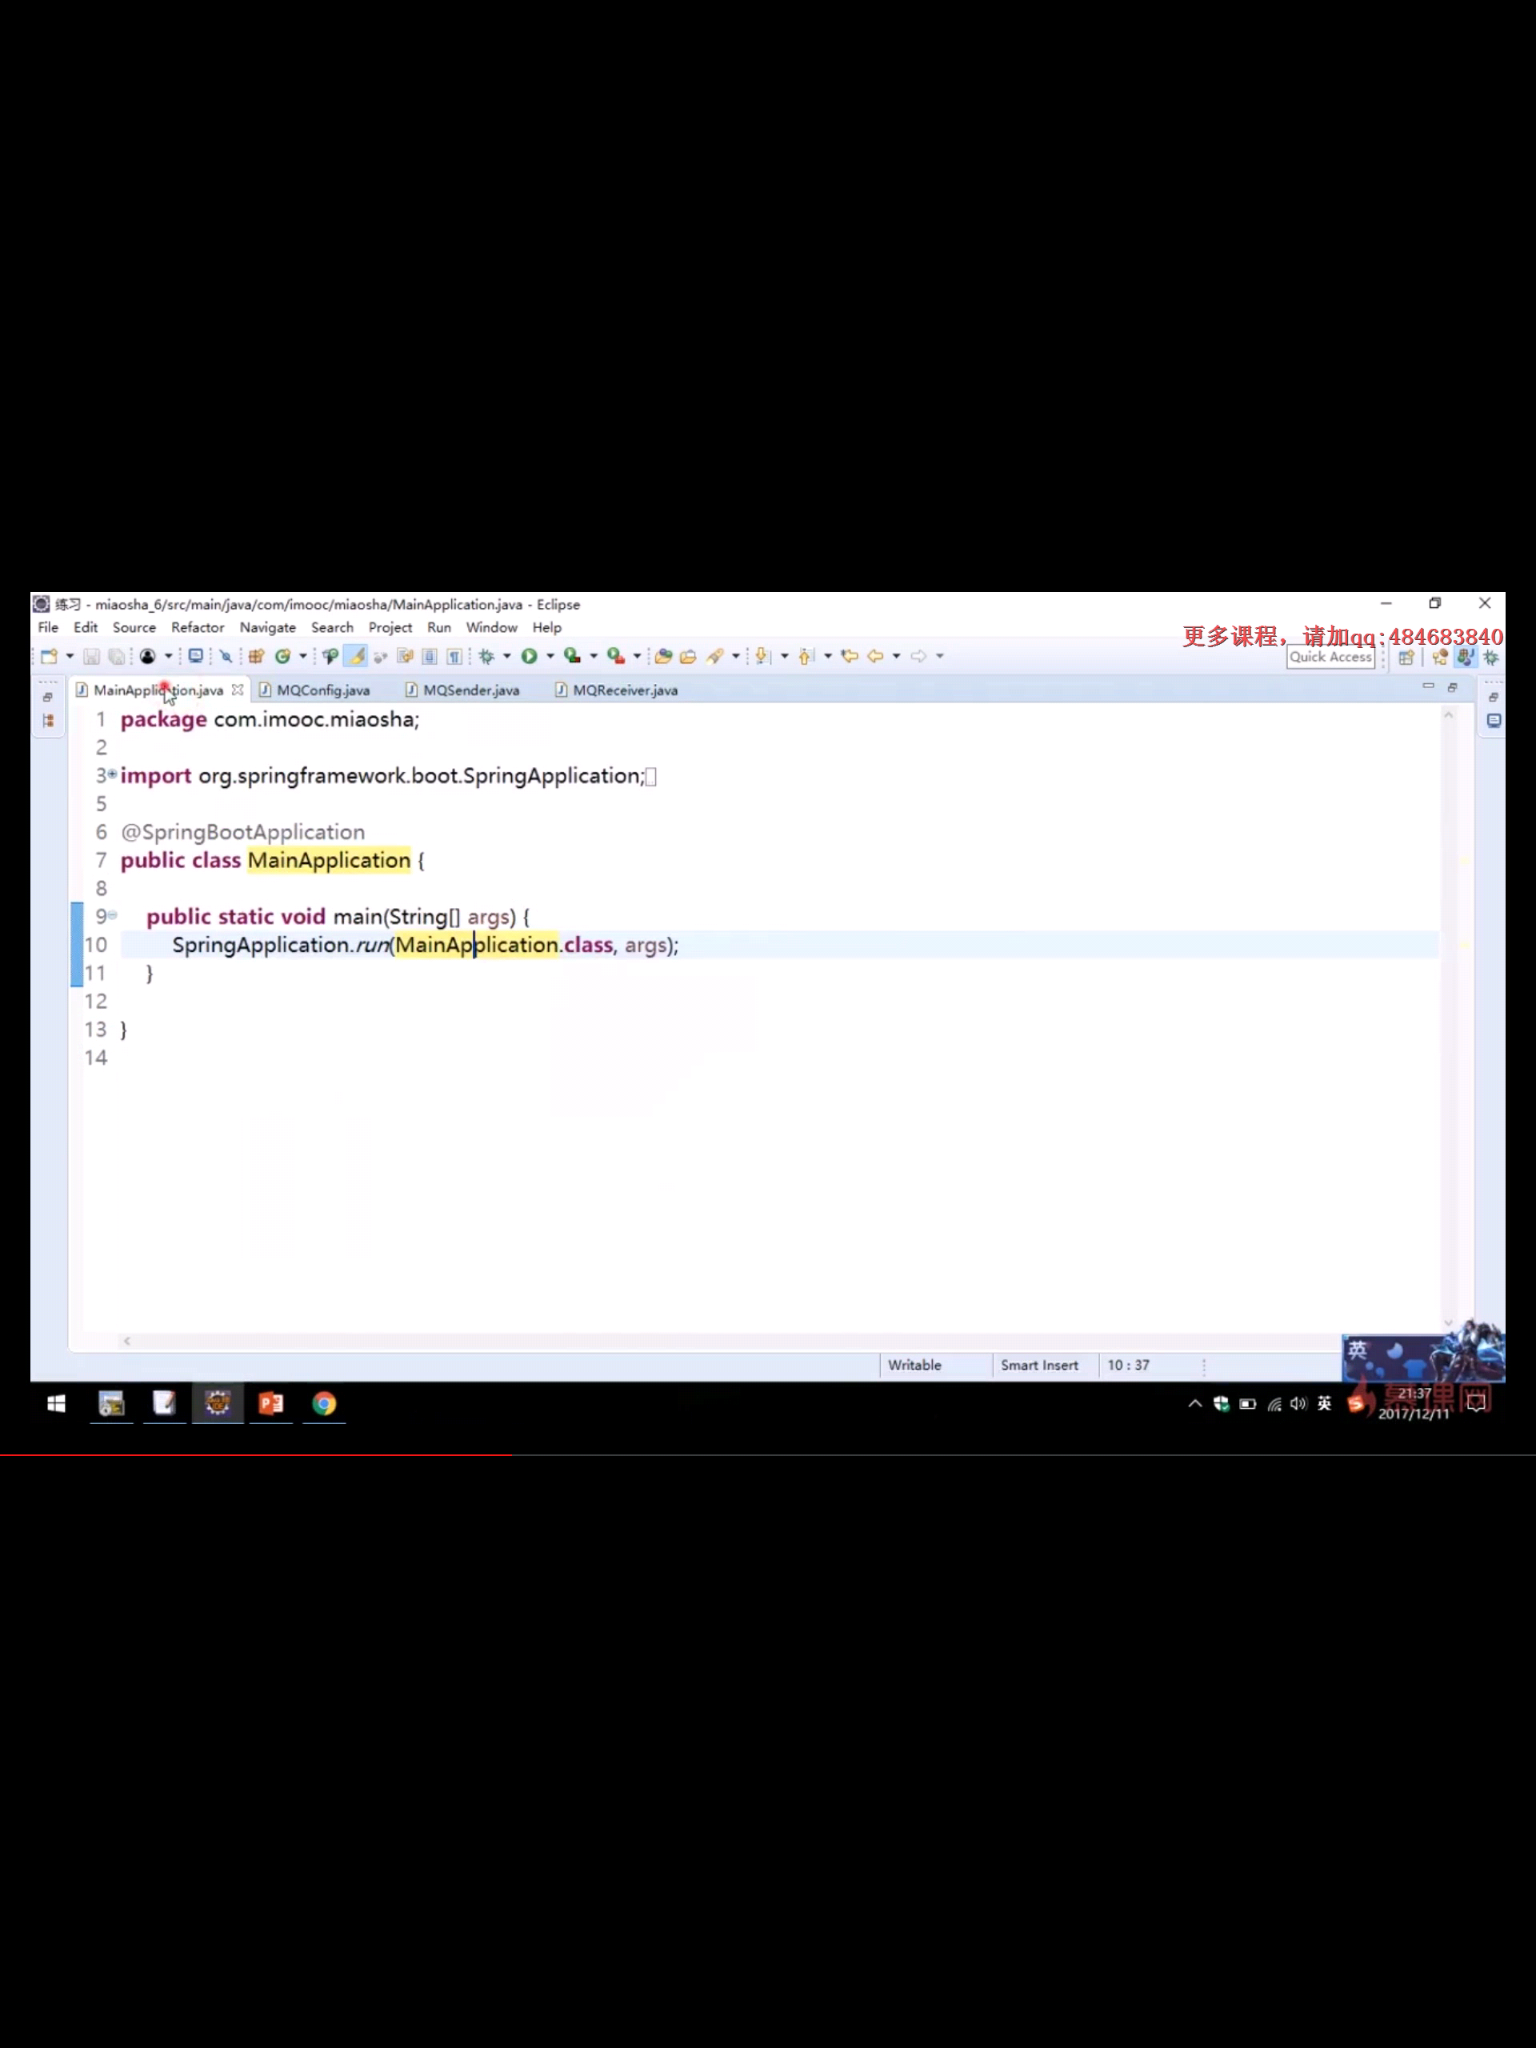 练习 - miaosha_6/src/main/java/com/imooc/miaosha/MainApplication.java - Eclipse
File Edit Source Refactor Navigate Search Project Run Window Help
更多课程，请加qq:484683840
Quick Access
MainApplication.java MQConfig.java MQSender.java MQReceiver.java
1 package com.imooc.miaosha;
2
3 import org.springframework.boot.SpringApplication;
5
6 @SpringBootApplication
7 public class MainApplication {
8
9 public static void main(String[] args) {
10 SpringApplication.run(MainApplication.class, args);
11 }
12
13 }
14
英
Writable Smart Insert 10 : 37
英 21:37
慕课网
2017/12/11